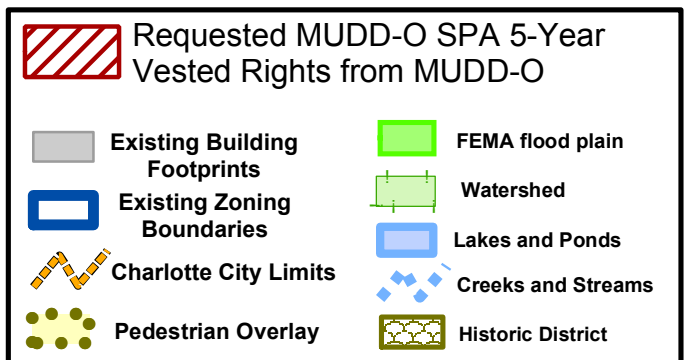 Requested MUDD-O SPA 5-Year
Vested Rights from MUDD-O
Existing Building
Footprints
Existing Zoning
Boundaries
Charlotte City Limits
Pedestrian Overlay
FEMA flood plain
Watershed
Lakes and Ponds
Creeks and Streams
Historic District